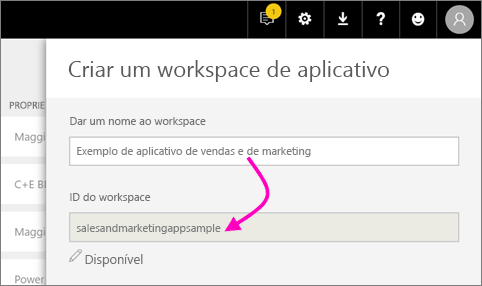 1
?
Criar um workspace de aplicativo
PROPRIE
Dar um nome ao workspace
Maggi
Exemplo de aplicativo de vendas e de marketing
C+E B
ID do workspace
Maggi
salesandmarketingappsample
Disponível
Power